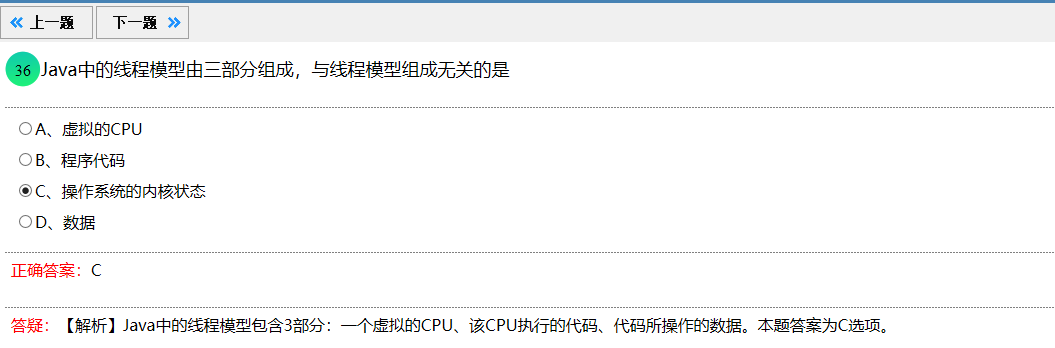 上一题 下一题
36 Java中的线程模型由三部分组成，与线程模型组成无关的是
A、虚拟的CPU
B、程序代码
C、操作系统的内核状态
D、数据
正确答案：C
答疑：【解析】Java中的线程模型包含3部分：一个虚拟的CPU、该CPU执行的代码、代码所操作的数据。本题答案为C选项。